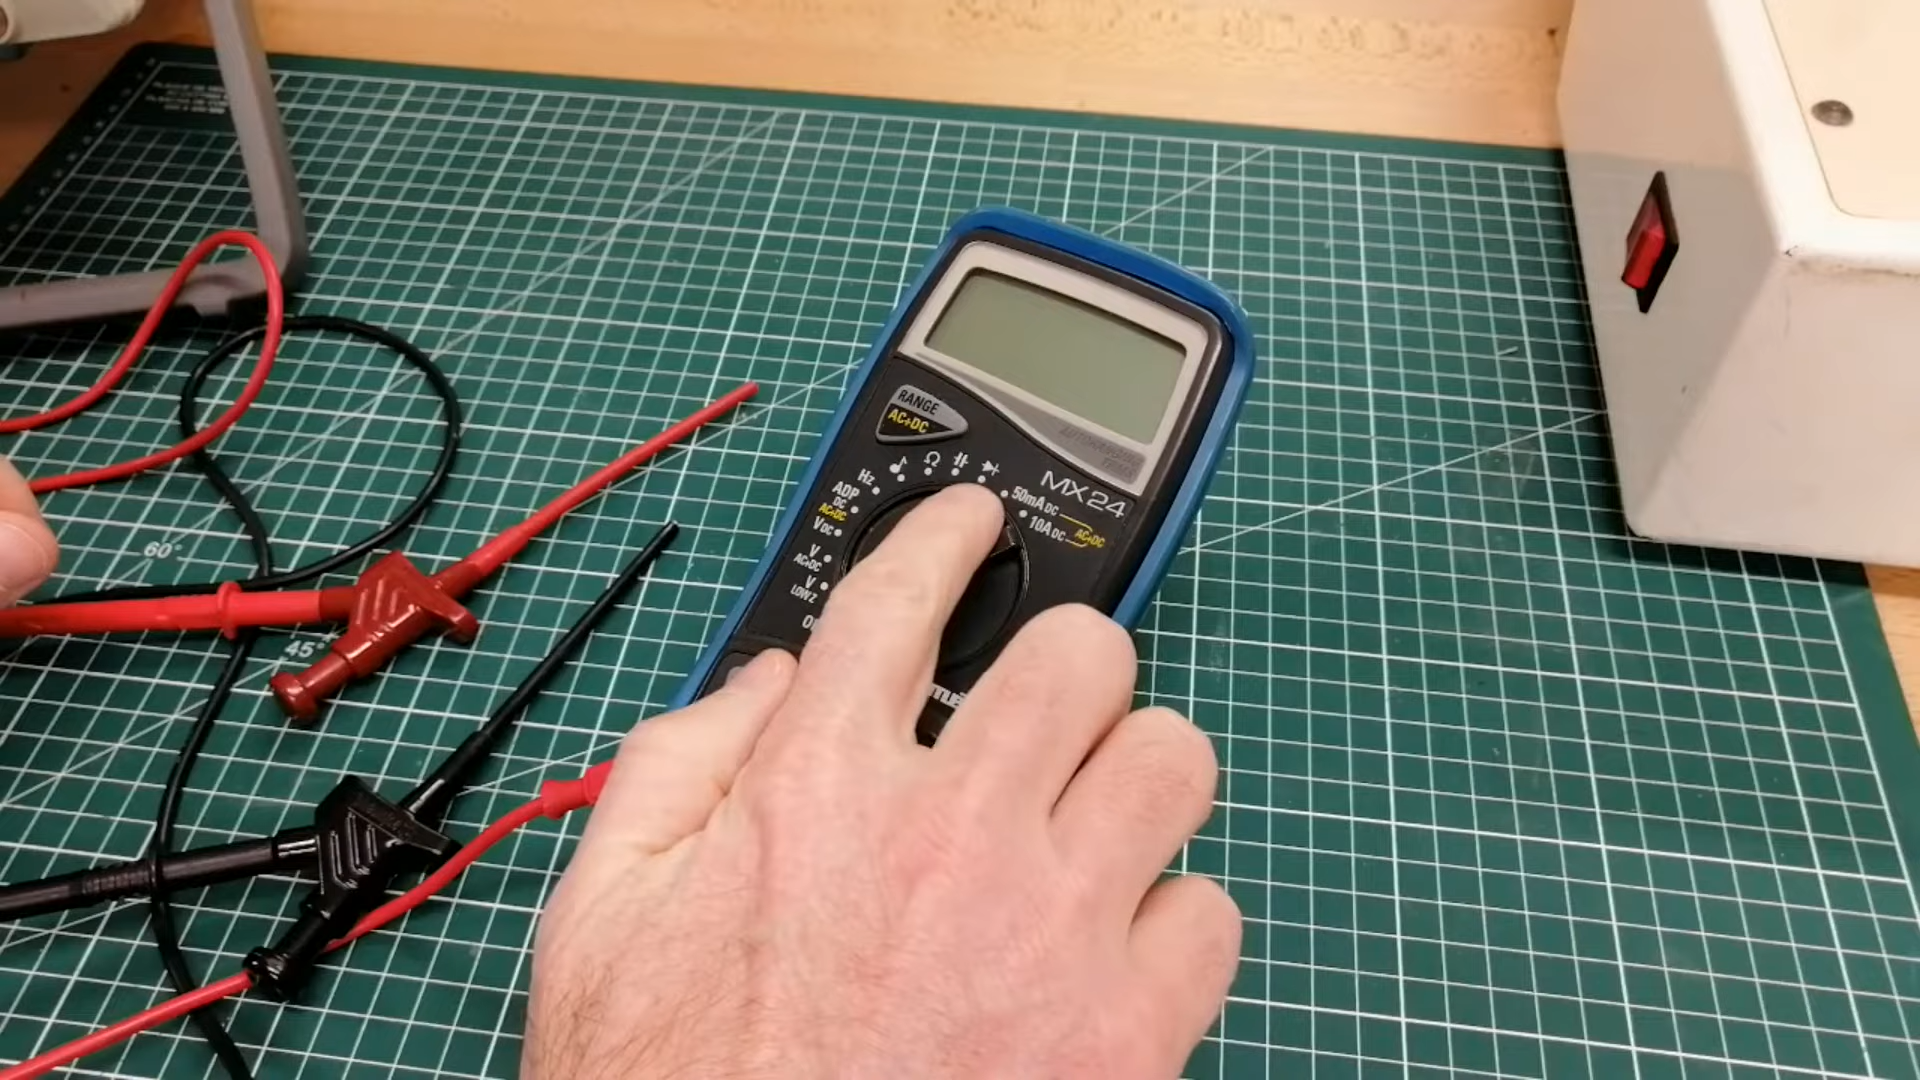 RANGE
AC+DC
MX24
Hz
Ω
ADP
DC
AC+DC
VDC
V
AC+DC
V
LOWZ
50mA DC
10A DC
AC+DC
60°
45°